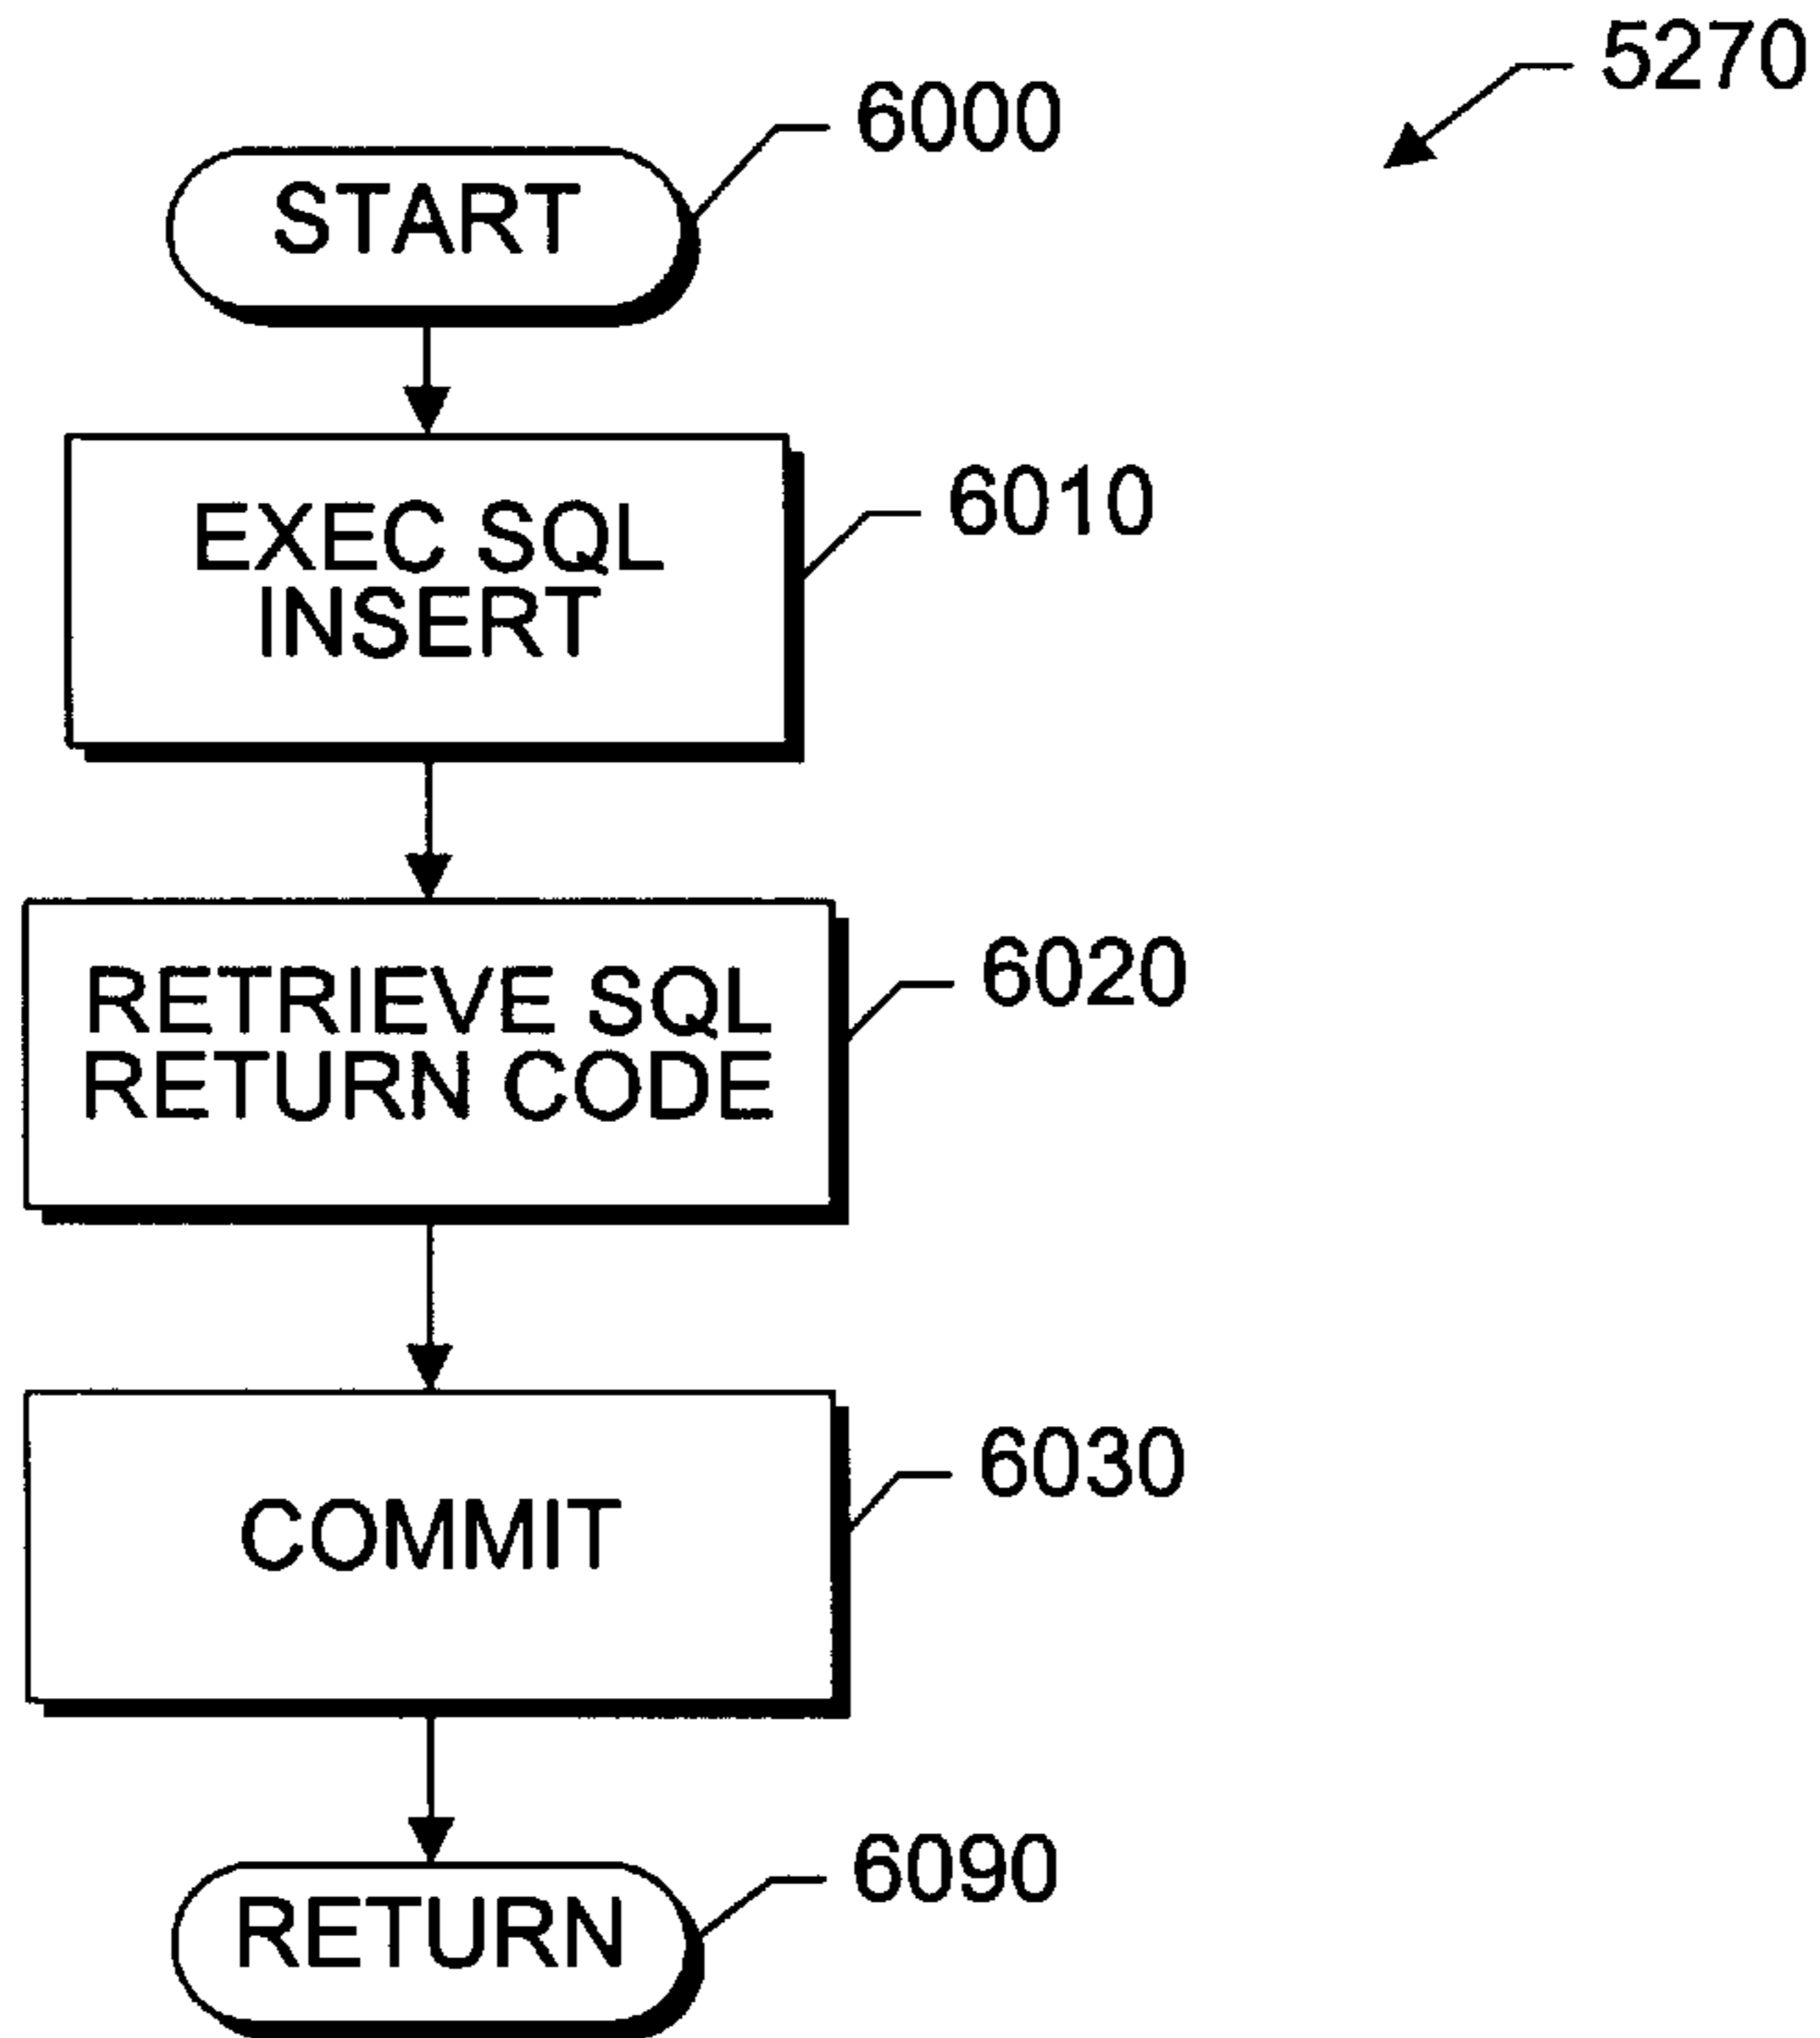 5270
6000
START
6010
EXEC SQL
INSERT
6020
RETRIEVE SQL
RETURN CODE
6030
COMMIT
6090
RETURN